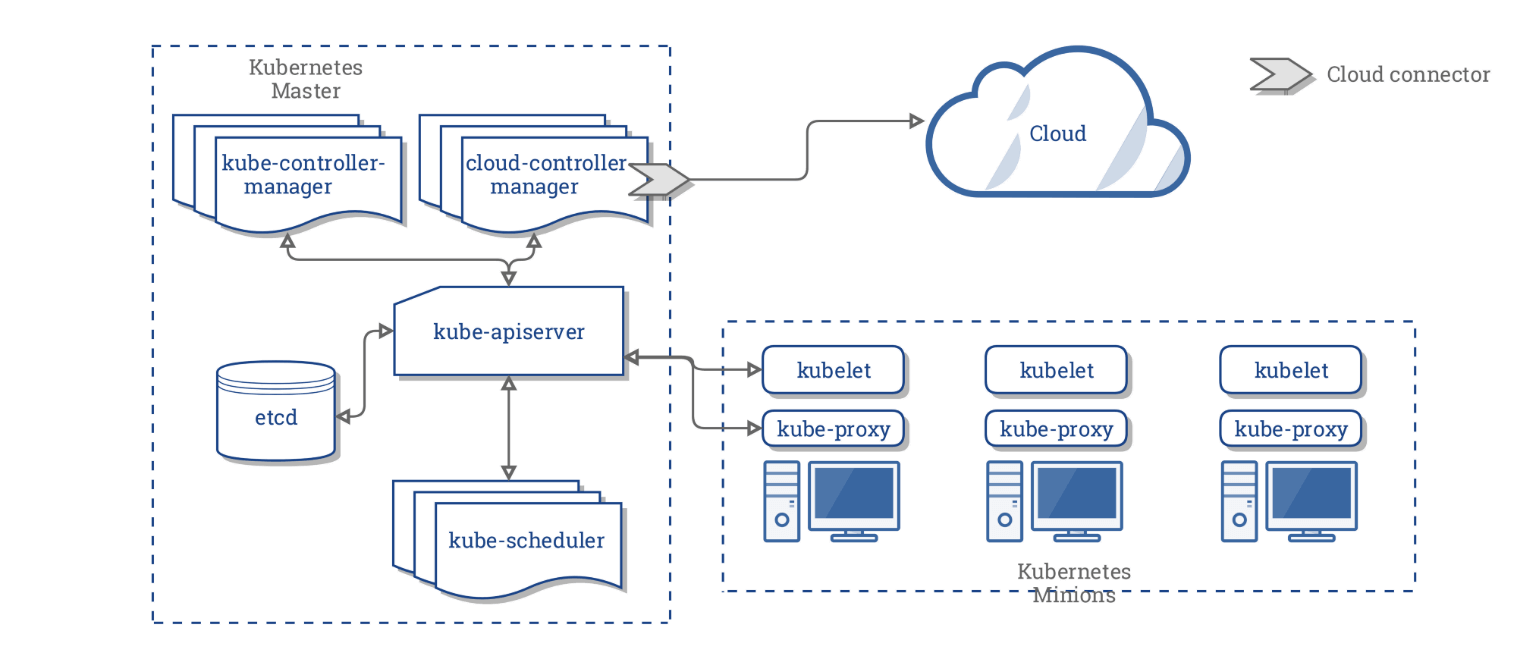 Kubernetes
Master
kube-controller-
manager
cloud-controller
manager
Cloud
Cloud connector
kube-apiserver
etcd
kube-scheduler
kubelet
kubelet
kubelet
kube-proxy
kube-proxy
kube-proxy
Kubernetes
Minions